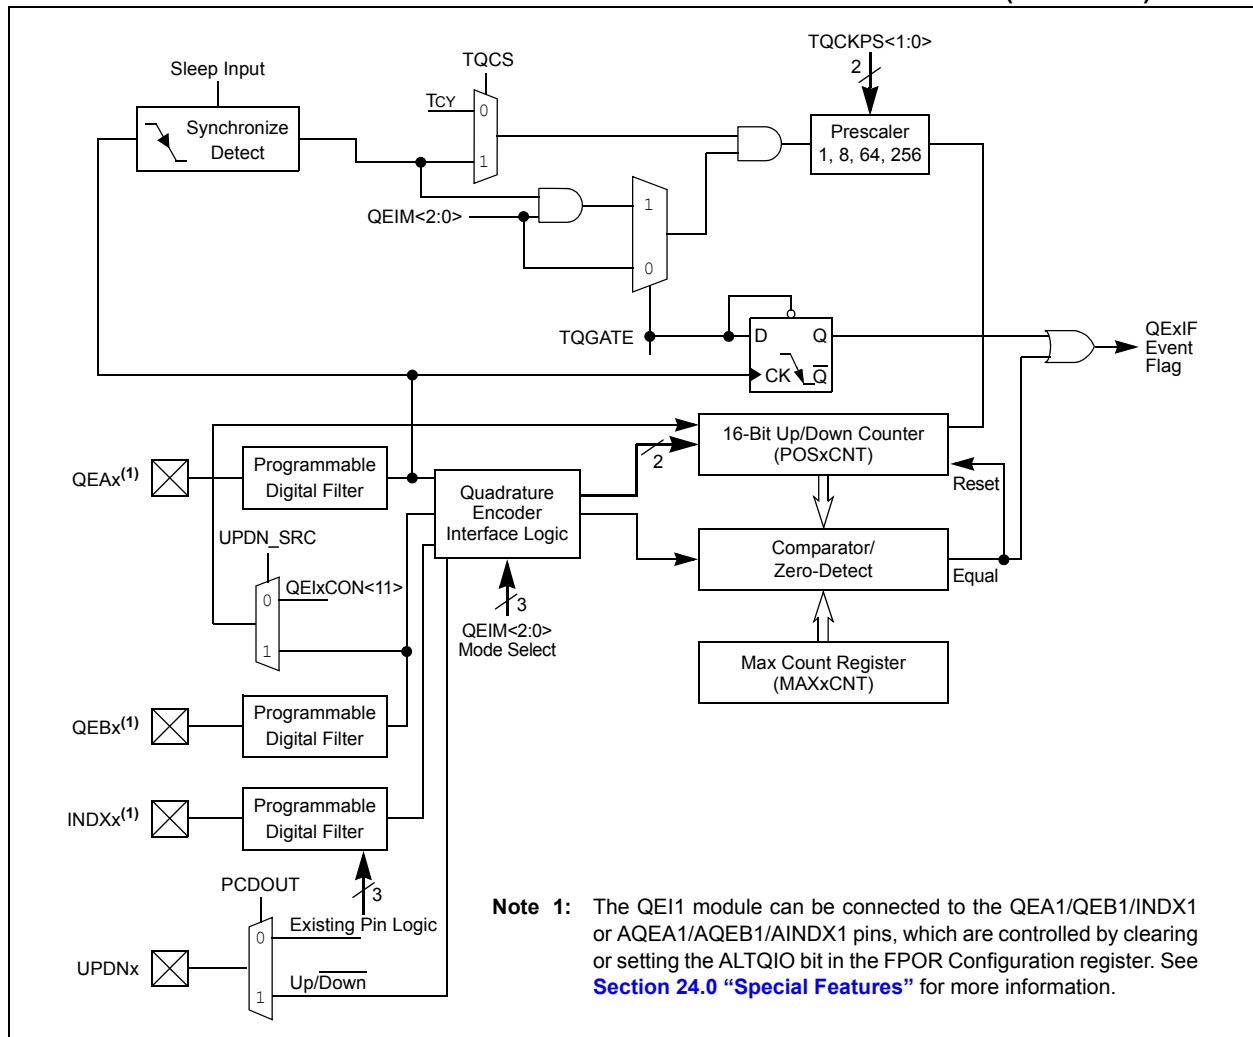 TQCKPS<1:0>
2
TQCS
Sleep Input
TCY
0
1
Synchronize
Detect
Prescaler
1, 8, 64, 256
QEIM<2:0>
1
0
TQGATE
D Q
CK Q
QExIF
Event
Flag
16-Bit Up/Down Counter
(POSxCNT)
2
QEAx(1)
Programmable
Digital Filter
Quadrature
Encoder
Interface Logic
Reset
UPDN_SRC
Comparator/
Zero-Detect
Equal
0
QEIxCON<11>
1
3
QEIM<2:0>
Mode Select
Max Count Register
(MAXxCNT)
QEBx(1)
Programmable
Digital Filter
INDXx(1)
Programmable
Digital Filter
3
PCDOUT
0
Existing Pin Logic
UPDNx
1
Up/Down
Note 1: The QEI1 module can be connected to the QEA1/QEB1/INDX1
or AQEA1/AQEB1/AINDX1 pins, which are controlled by clearing
or setting the ALTQIO bit in the FPOR Configuration register. See
Section 24.0 “Special Features” for more information.